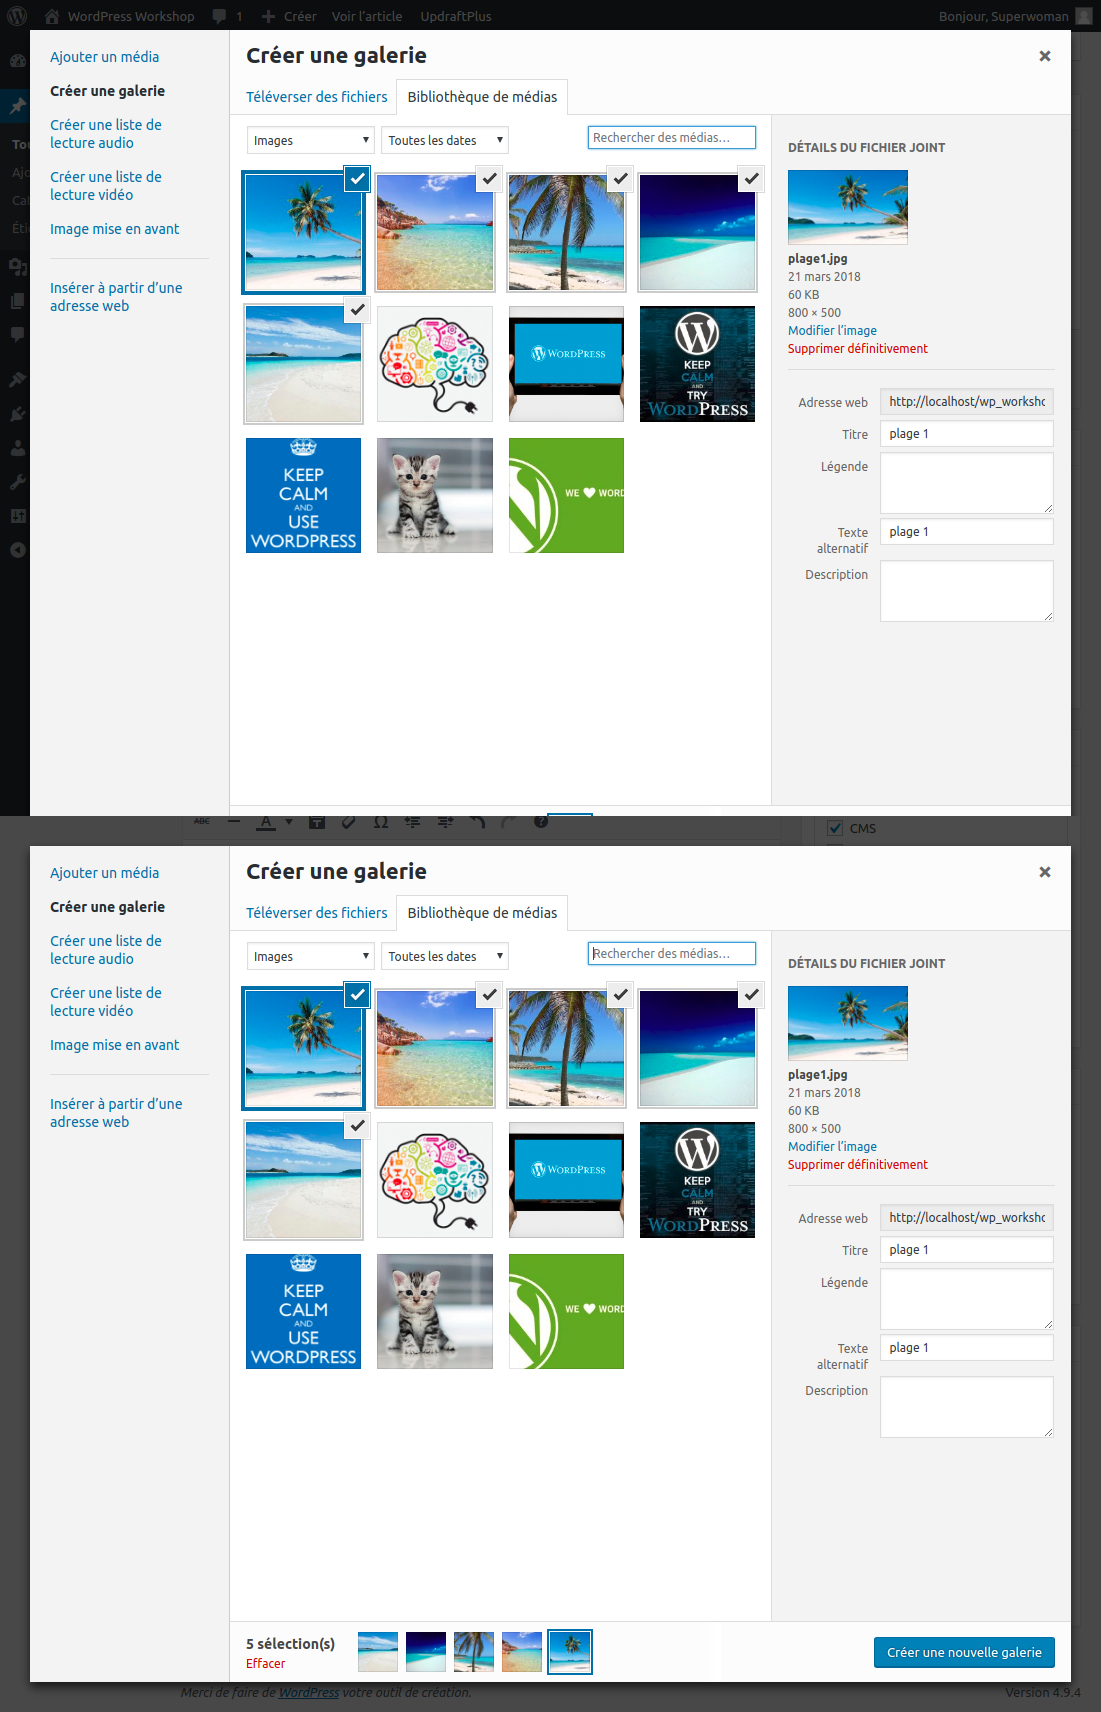 WordPress Workshop 1 Créer Voir l'article UpdraftPlus Bonjour, Superwoman
Ajouter un média
Créer une galerie
Créer une liste de
lecture audio
Créer une liste de
lecture vidéo
Image mise en avant
Insérer à partir d'une
adresse web
Créer une galerie
Téléverser des fichiers Bibliothèque de médias
Images Toutes les dates Rechercher des médias…
WORDPRESS
KEEP
CALM
AND
TRY
WORDPRESS
KEEP
CALM
AND
USE
WORDPRESS
WE ❤ WORD
DÉTAILS DU FICHIER JOINT
plage1.jpg
21 mars 2018
60 KB
800 × 500
Modifier l'image
Supprimer définitivement
Adresse web http://localhost/wp_worksho
Titre plage 1
Légende
Texte
alternatif plage 1
Description
ABC
A
CMS
Ajouter un média
Créer une galerie
Créer une liste de
lecture audio
Créer une liste de
lecture vidéo
Image mise en avant
Insérer à partir d'une
adresse web
Créer une galerie
Téléverser des fichiers Bibliothèque de médias
Images Toutes les dates Rechercher des médias…
WORDPRESS
KEEP
CALM
AND
TRY
WORDPRESS
KEEP
CALM
AND
USE
WORDPRESS
WE ❤ WORD
DÉTAILS DU FICHIER JOINT
plage1.jpg
21 mars 2018
60 KB
800 × 500
Modifier l'image
Supprimer définitivement
Adresse web http://localhost/wp_worksho
Titre plage 1
Légende
Texte
alternatif plage 1
Description
5 sélection(s)
Effacer
Créer une nouvelle galerie
Merci de faire de WordPress votre outil de création. Version 4.9.4